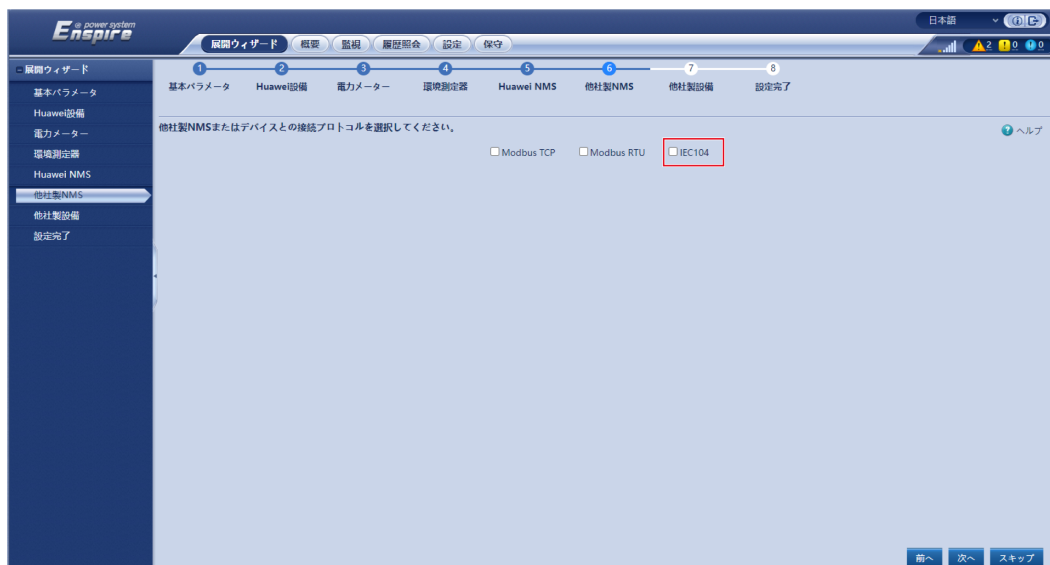 日本語
Enspire e power system
展開ウィザード 概要 監視 履歴照会 設定 保守
2 0 0
展開ウィザード
基本パラメータ
Huawei設備
電力メーター
環境測定器
Huawei NMS
他社製NMS
他社製設備
設定完了
1 2 3 4 5 6 7 8
基本パラメータ Huawei設備 電力メーター 環境測定器 Huawei NMS 他社製NMS 他社製設備 設定完了
他社製NMSまたはデバイスとの接続プロトコルを選択してください。
ヘルプ
Modbus TCP Modbus RTU IEC104
前へ 次へ スキップ